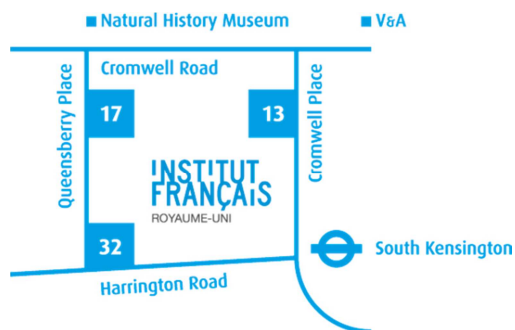 Natural History Museum
V&A
Cromwell Road
Queensberry Place
17
13
Cromwell Place
INSTITUT
FRANÇAIS
ROYAUME-UNI
32
South Kensington
Harrington Road